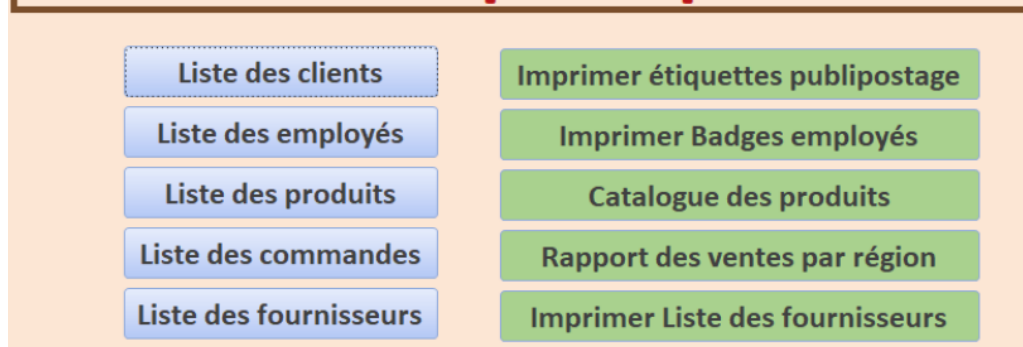 Liste des clients
Imprimer étiquettes publipostage
Liste des employés
Imprimer Badges employés
Liste des produits
Catalogue des produits
Liste des commandes
Rapport des ventes par région
Liste des fournisseurs
Imprimer Liste des fournisseurs